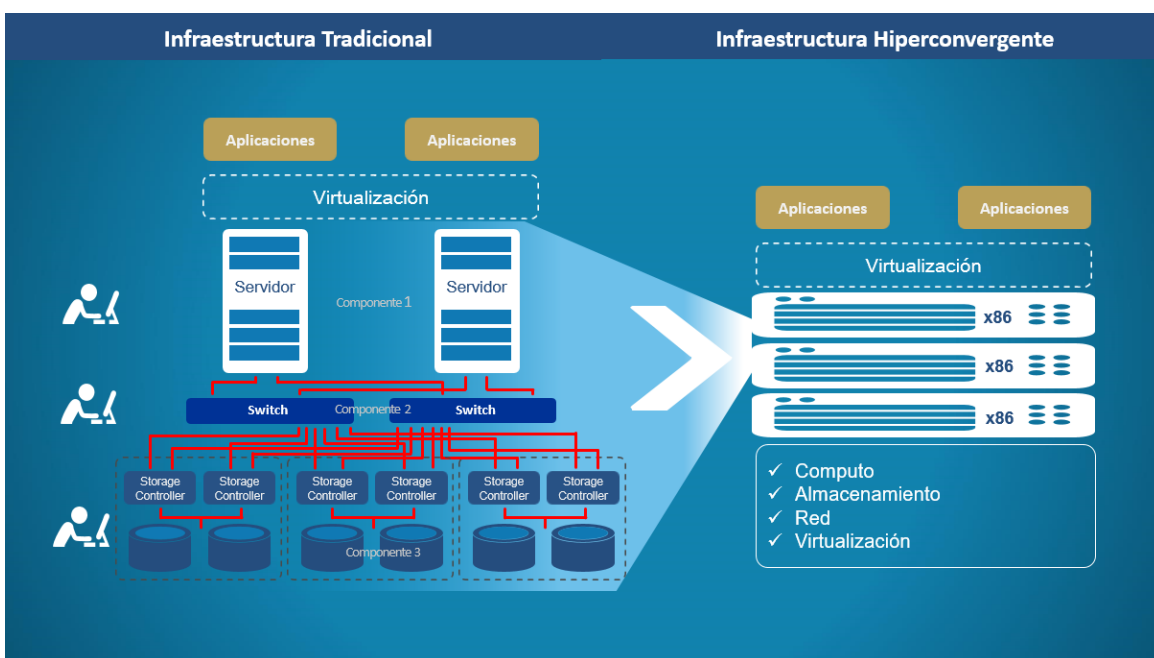 Infraestructura Tradicional
Infraestructura Hiperconvergente
Aplicaciones
Aplicaciones
Virtualización
Servidor
Componente 1
Servidor
Switch
Componente 2
Switch
Storage
Controller
Storage
Controller
Storage
Controller
Storage
Controller
Storage
Controller
Storage
Controller
Componente 3
Aplicaciones
Aplicaciones
Virtualización
x86
x86
x86
✓ Computo
✓ Almacenamiento
✓ Red
✓ Virtualización